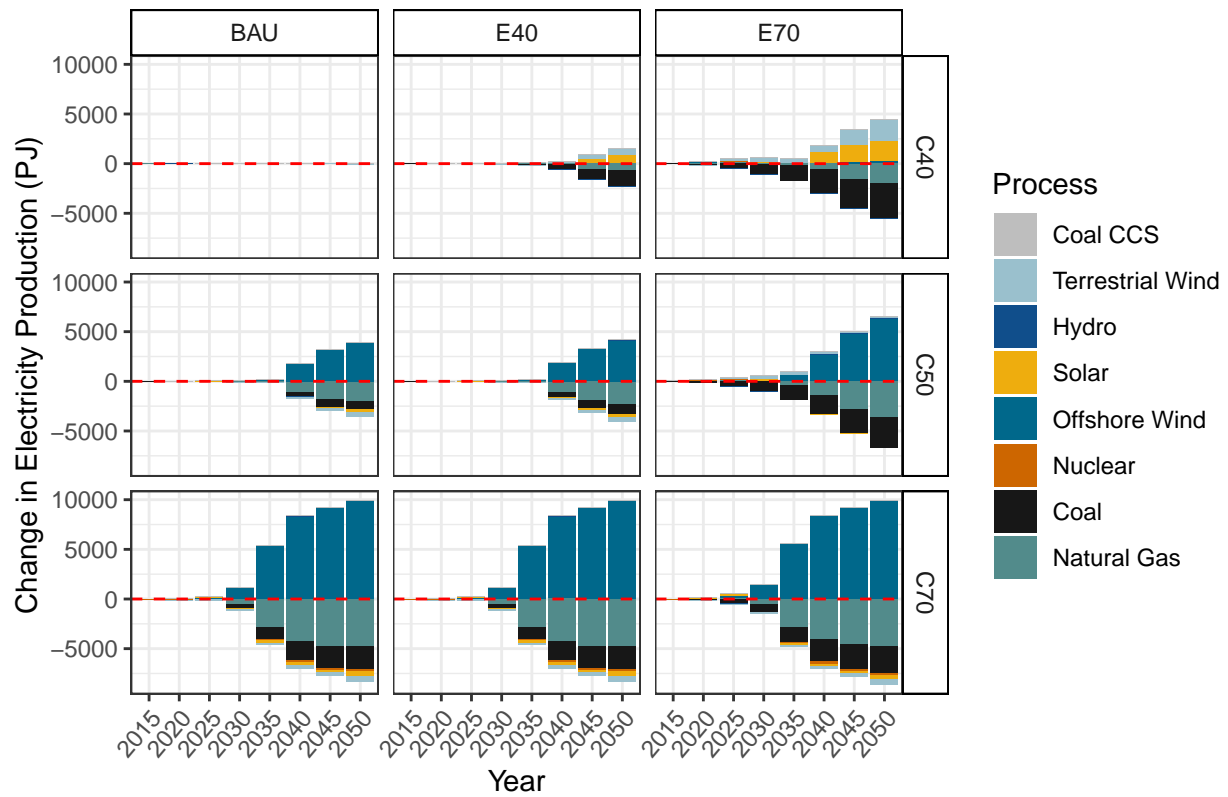 BAU
E40
E70
10000
5000
0
−5000
C40
10000
5000
0
−5000
C50
10000
5000
0
−5000
C70
Change in Electricity Production (PJ)
2015
2020
2025
2030
2035
2040
2045
2050
2015
2020
2025
2030
2035
2040
2045
2050
2015
2020
2025
2030
2035
2040
2045
2050
Year
Process
Coal CCS
Terrestrial Wind
Hydro
Solar
Offshore Wind
Nuclear
Coal
Natural Gas